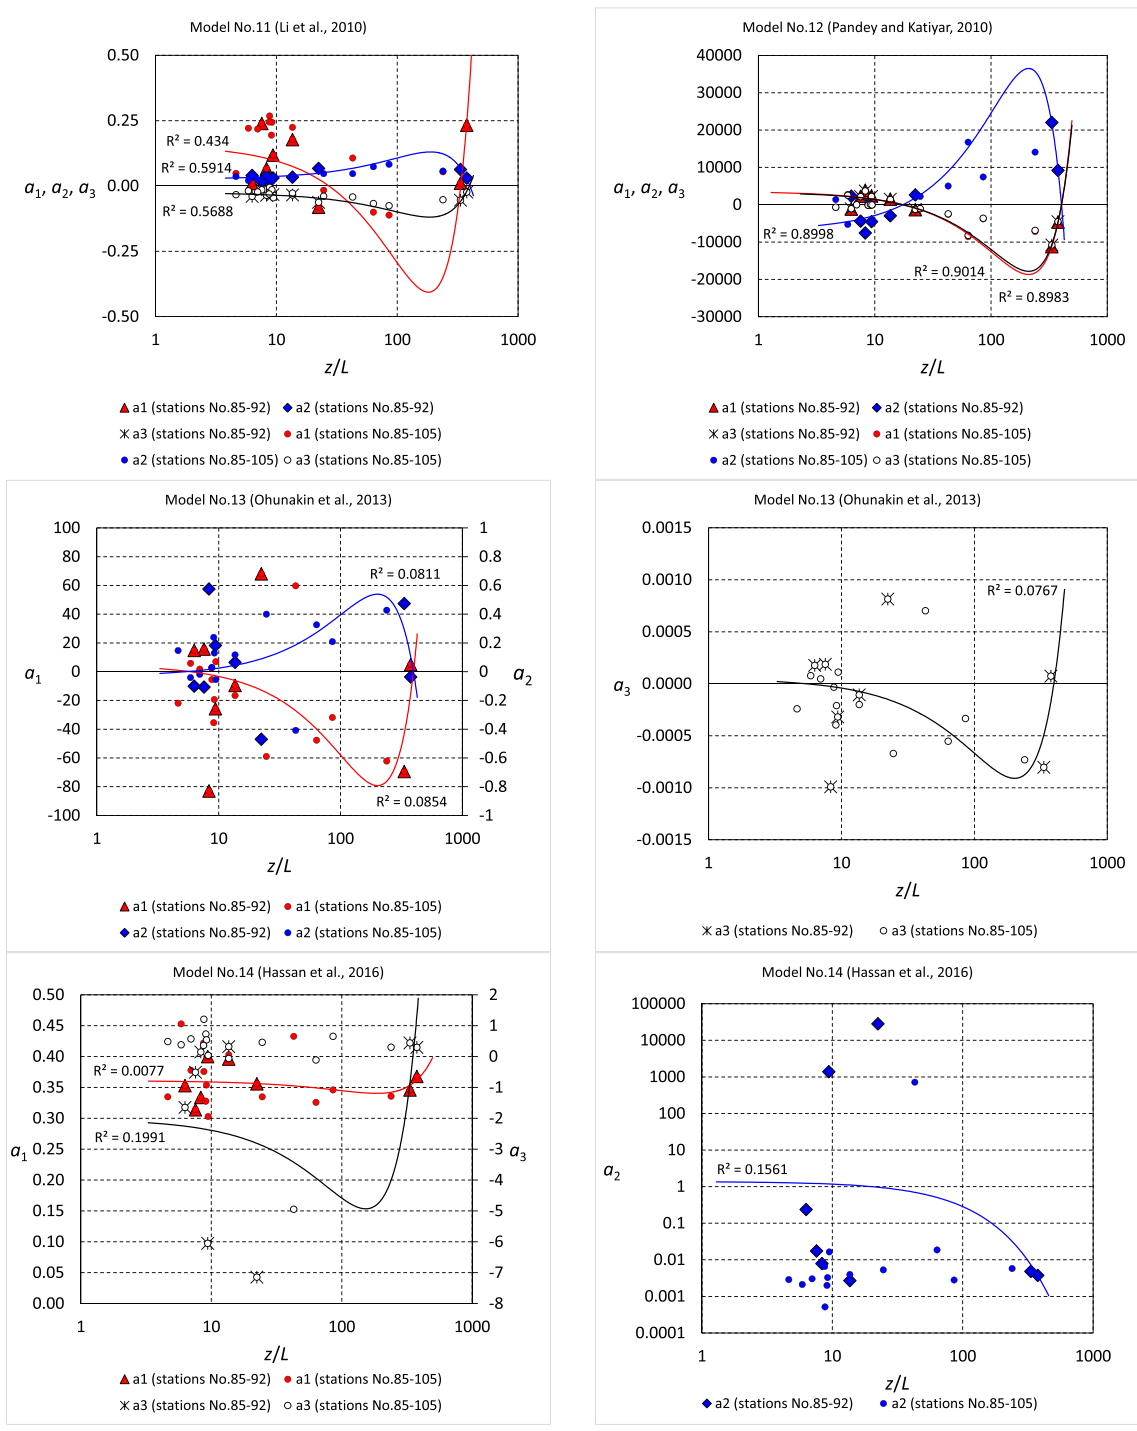 Model No.11 (Li et al., 2010)
0.50
0.25
0.00
-0.25
-0.50
a1, a2, a3
R² = 0.434
R² = 0.5914
R² = 0.5688
1 10 100 1000
z/L
a1 (stations No.85-92) a2 (stations No.85-92)
a3 (stations No.85-92) a1 (stations No.85-105)
a2 (stations No.85-105) a3 (stations No.85-105)
Model No.12 (Pandey and Katiyar, 2010)
40000
30000
20000
10000
0
-10000
-20000
-30000
a1, a2, a3
R² = 0.8998
R² = 0.9014
R² = 0.8983
1 10 100 1000
z/L
a1 (stations No.85-92) a2 (stations No.85-92)
a3 (stations No.85-92) a1 (stations No.85-105)
a2 (stations No.85-105) a3 (stations No.85-105)
Model No.13 (Ohunakin et al., 2013)
100 1
80 0.8
60 0.6
40 0.4
20 0.2
0 0
-20 -0.2
-40 -0.4
-60 -0.6
-80 -0.8
-100 -1
a1 a2
R² = 0.0811
R² = 0.0854
1 10 100 1000
z/L
a1 (stations No.85-92) a1 (stations No.85-105)
a2 (stations No.85-92) a2 (stations No.85-105)
Model No.13 (Ohunakin et al., 2013)
0.0015
0.0010
0.0005
0.0000
-0.0005
-0.0010
-0.0015
a3
R² = 0.0767
1 10 100 1000
z/L
a3 (stations No.85-92) a3 (stations No.85-105)
Model No.14 (Hassan et al., 2016)
0.50 2
0.45 1
0.40 0
0.35 -1
0.30 -2
0.25 -3
0.20 -4
0.15 -5
0.10 -6
0.05 -7
0.00 -8
a1 a3
R² = 0.0077
R² = 0.1991
1 10 100 1000
z/L
a1 (stations No.85-92) a1 (stations No.85-105)
a3 (stations No.85-92) a3 (stations No.85-105)
Model No.14 (Hassan et al., 2016)
100000
10000
1000
100
10
1
0.1
0.01
0.001
0.0001
a2
R² = 0.1561
1 10 100 1000
z/L
a2 (stations No.85-92) a2 (stations No.85-105)